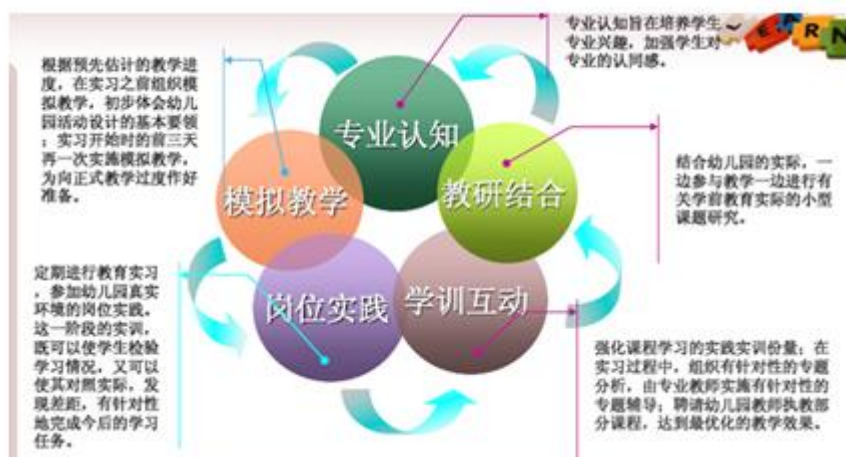 专业认知旨在培养学生
专业兴趣，加强学生对
专业的认同感。
EARN
根据预先估计的教学进
度，在实习之前组织模
拟教学，初步体会幼儿
园活动设计的基本要领
；实习开始时的前三天
再一次实施模拟教学，
为向正式教学过度作好
准备。
专业认知
模拟教学
教研结合
结合幼儿园的实际，一
边参与教学一边进行有
关学前教育实际的小型
课题研究。
定期进行教育实习
，参加幼儿园真实
环境的岗位实践。
这一阶段的实训，
既可以使学生检验
学习情况，又可以
使其对照实际，发
现差距，有针对性
地完成今后的学习
任务。
岗位实践
学训互动
强化课程学习的实践实训份量；在
实习过程中，组织有针对性的专题
分析，由专业教师实施有针对性的
专题辅导；聘请幼儿园教师执教部
分课程，达到最优化的教学效果。